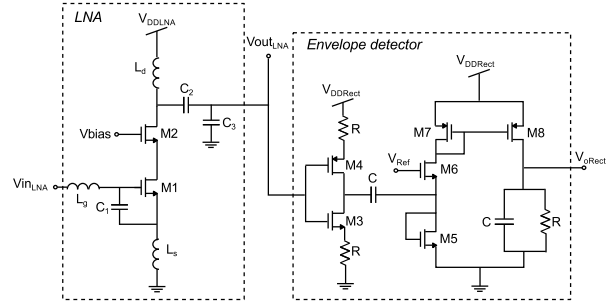 LNA
V_DDLNA
L_d
C_2
C_3
Vbias
M2
Vin_LNA
L_g
C_1
M1
L_s
Vout_LNA
Envelope detector
V_DDRect
R
M4
C
M3
R
V_DDRect
M7
M8
V_Ref
M6
M5
C
R
V_oRect